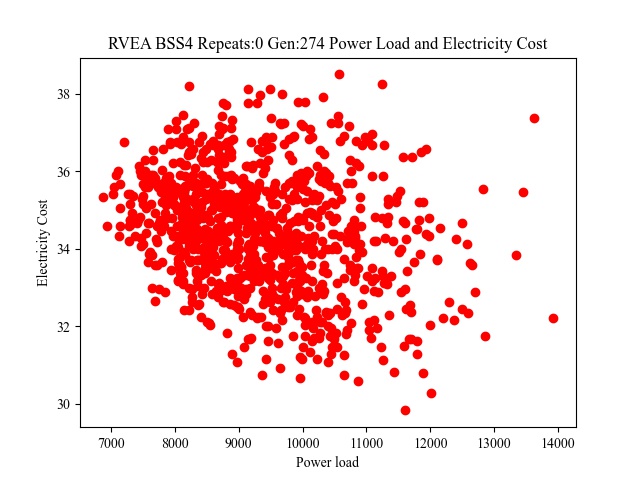 RVEA BSS4 Repeats:0 Gen:274 Power Load and Electricity Cost
38
36
34
32
30
Electricity Cost
7000 8000 9000 10000 11000 12000 13000 14000
Power load